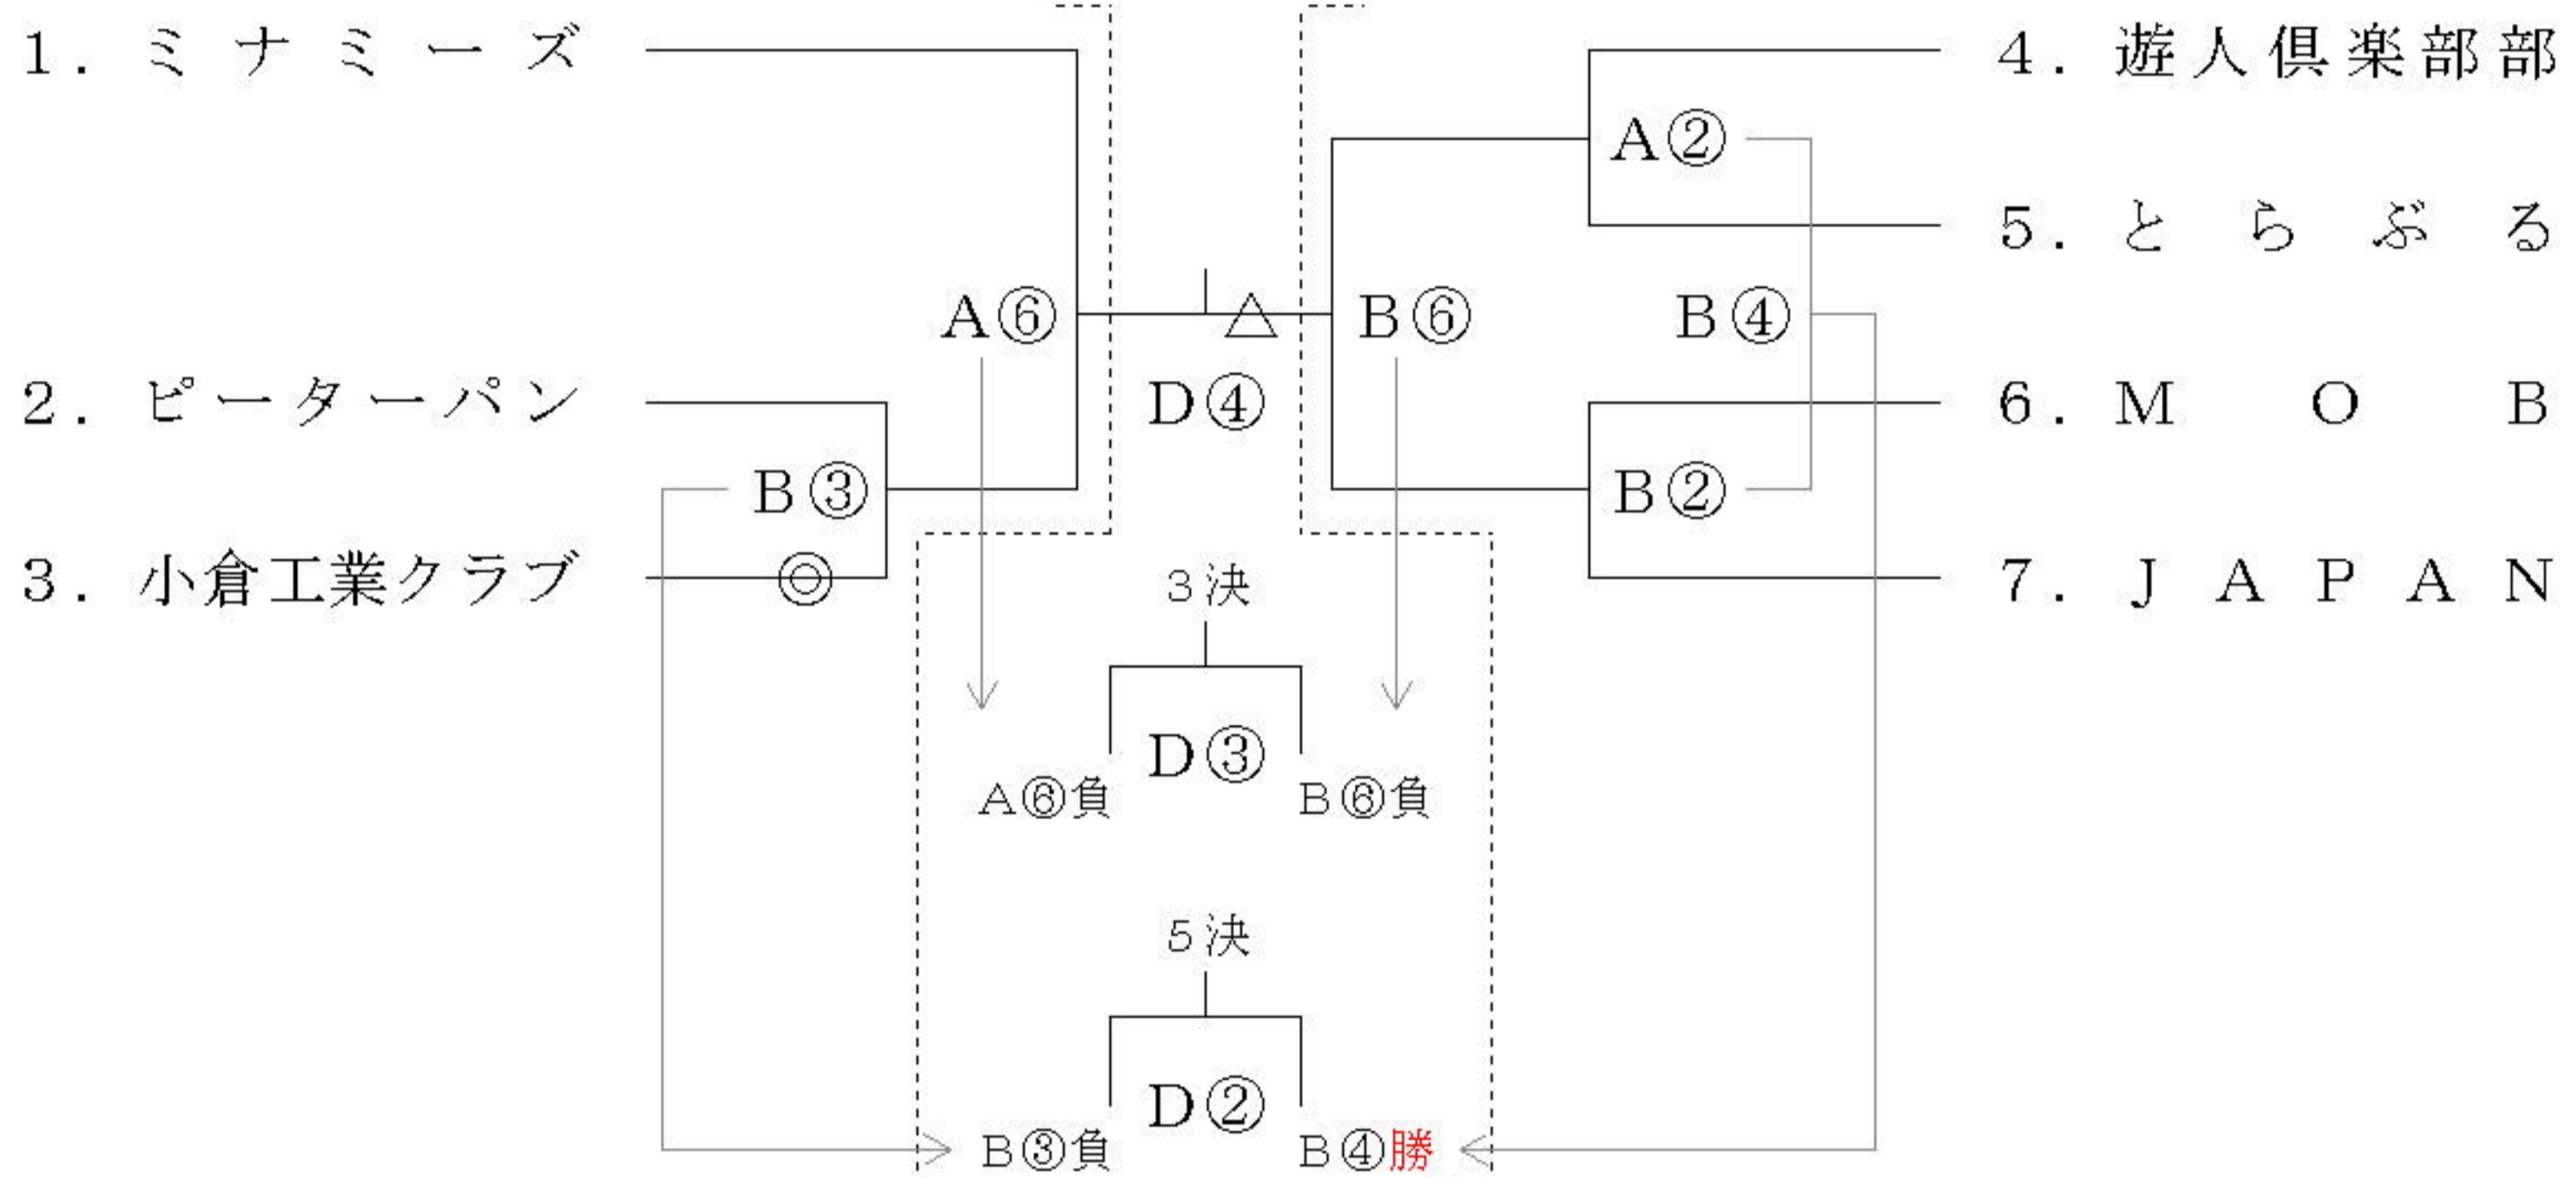 1. ミナミーズ
4. 遊人倶楽部部
A②
5. とらぶる
A⑥
B⑥
B④
D④
2. ピーターパン
6. MOB
B③
B②
3. 小倉工業クラブ
7. JAPAN
3決
D③
A⑥負
B⑥負
5決
D②
B③負
B④勝